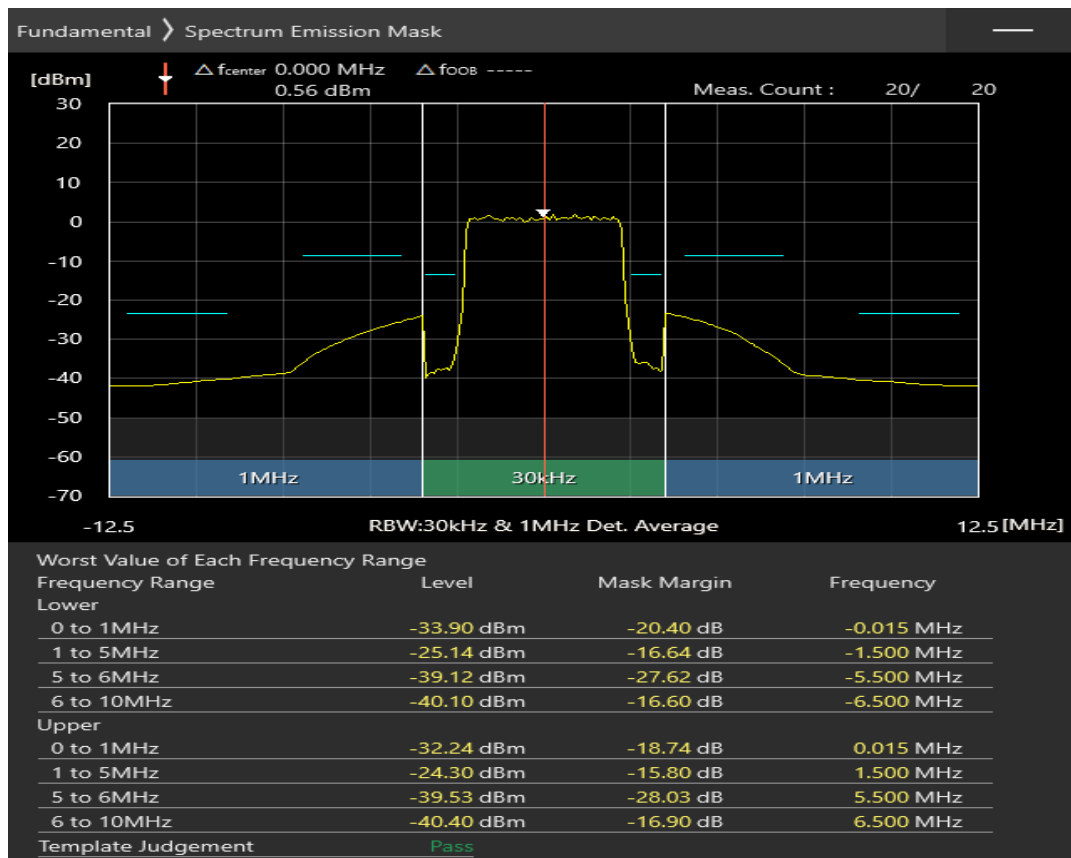 Fundamental ❯ Spectrum Emission Mask
[dBm] △ fcenter 0.000 MHz △ fOOB -----
0.56 dBm Meas. Count : 20/ 20
30
20
10
0
-10
-20
-30
-40
-50
-60
-70
1MHz 30kHz 1MHz
-12.5 RBW:30kHz & 1MHz Det. Average 12.5 [MHz]
Worst Value of Each Frequency Range
Frequency Range Level Mask Margin Frequency
Lower
0 to 1MHz -33.90 dBm -20.40 dB -0.015 MHz
1 to 5MHz -25.14 dBm -16.64 dB -1.500 MHz
5 to 6MHz -39.12 dBm -27.62 dB -5.500 MHz
6 to 10MHz -40.10 dBm -16.60 dB -6.500 MHz
Upper
0 to 1MHz -32.24 dBm -18.74 dB 0.015 MHz
1 to 5MHz -24.30 dBm -15.80 dB 1.500 MHz
5 to 6MHz -39.53 dBm -28.03 dB 5.500 MHz
6 to 10MHz -40.40 dBm -16.90 dB 6.500 MHz
Template Judgement Pass